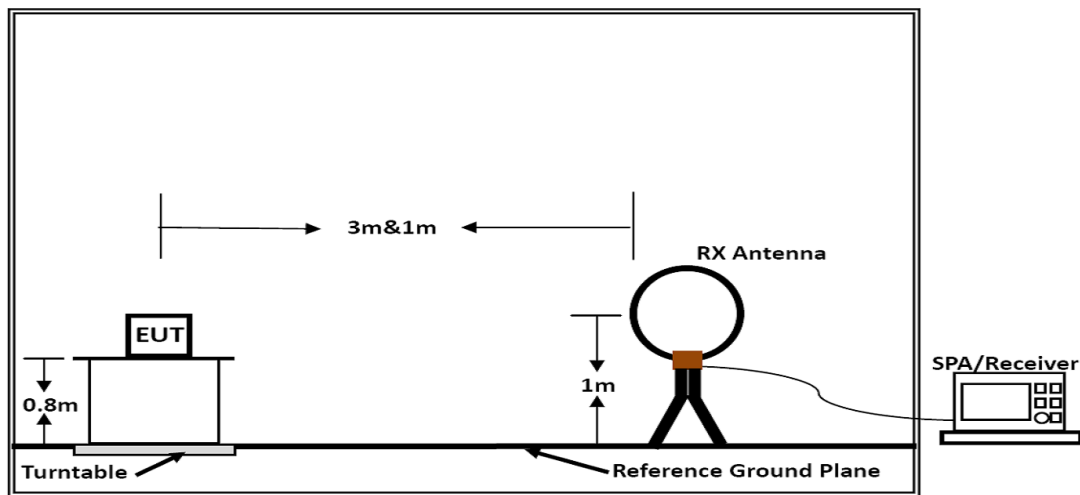 3m&1m
RX Antenna
EUT
SPA/Receiver
1m
0.8m
Turntable
Reference Ground Plane